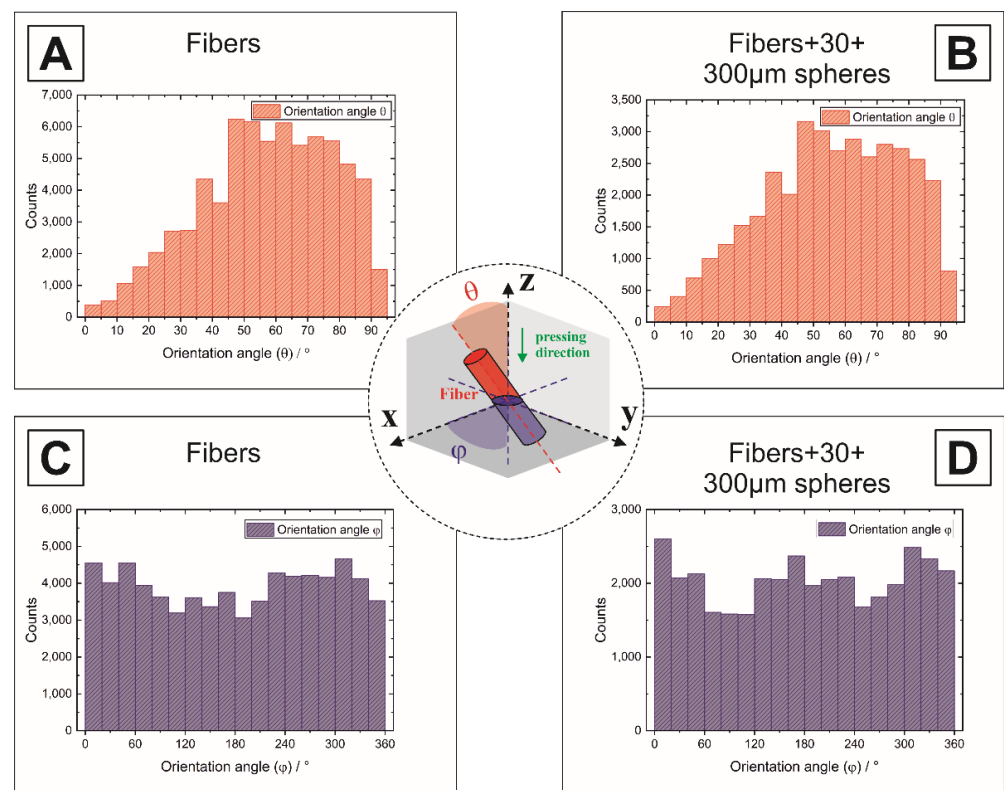 A
Fibers
Orientation angle θ
7,000
6,000
5,000
4,000
3,000
2,000
1,000
0
Counts
0 10 20 30 40 50 60 70 80 90
Orientation angle (θ) / °
Fibers+30+
300µm spheres
B
Orientation angle θ
3,500
3,000
2,500
2,000
1,500
1,000
500
0
Counts
0 10 20 30 40 50 60 70 80 90
Orientation angle (θ) / °
θ
z
pressing
direction
Fiber
x
y
φ
C
Fibers
Orientation angle φ
6,000
5,000
4,000
3,000
2,000
1,000
0
Counts
0 60 120 180 240 300 360
Orientation angle (φ) / °
Fibers+30+
300µm spheres
D
Orientation angle φ
3,000
2,000
1,000
0
Counts
0 60 120 180 240 300 360
Orientation angle (φ) / °